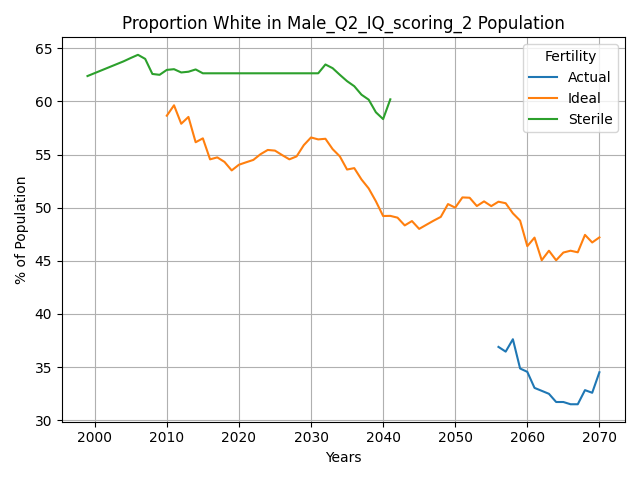 Proportion White in Male_Q2_IQ_scoring_2 Population
Fertility
Actual
Ideal
Sterile
% of Population
65
60
55
50
45
40
35
30
2000 2010 2020 2030 2040 2050 2060 2070
Years